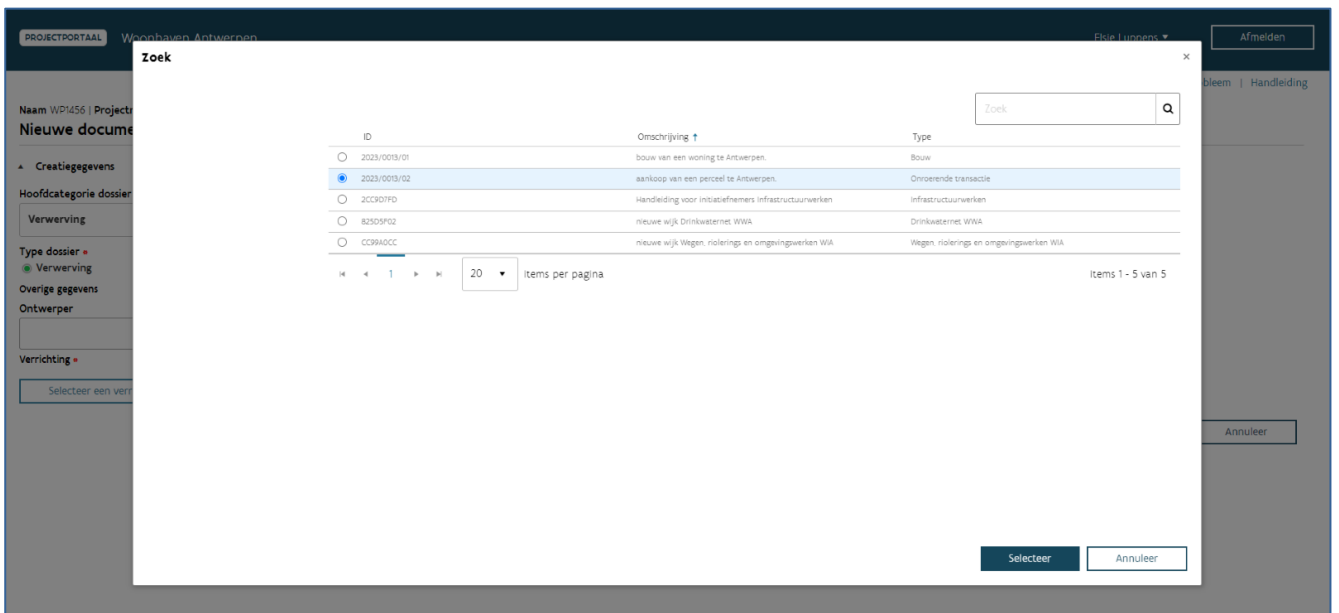 PROJECTPORTAAL Woonhaven Antwerpen Elsje Luppens Afmelden
Zoek ×
bleem | Handleiding
Naam WP1456 | Project
Nieuwe docume
Zoek
ID Omschrijving ↑ Type
2023/0013/01 bouw van een woning te Antwerpen. Bouw
Creatiegegevens
2023/0013/02 aankoop van een perceel te Antwerpen. Onroerende transactie
Hoofdcategorie dossier
2CC9D7FD Handleiding voor initiatiefnemers Infrastructuurwerken Infrastructuurwerken
Verwerving
825D5F02 nieuwe wijk Drinkwaternet WWA Drinkwaternet WWA
CC99A0CC nieuwe wijk Wegen, riolerings en omgevingswerken WIA Wegen, riolerings en omgevingswerken WIA
Type dossier •
Verwerving
1 20 items per pagina items 1 - 5 van 5
Overige gegevens
Ontwerper
Verrichting •
Selecteer een verr
Annuleer
Selecteer Annuleer